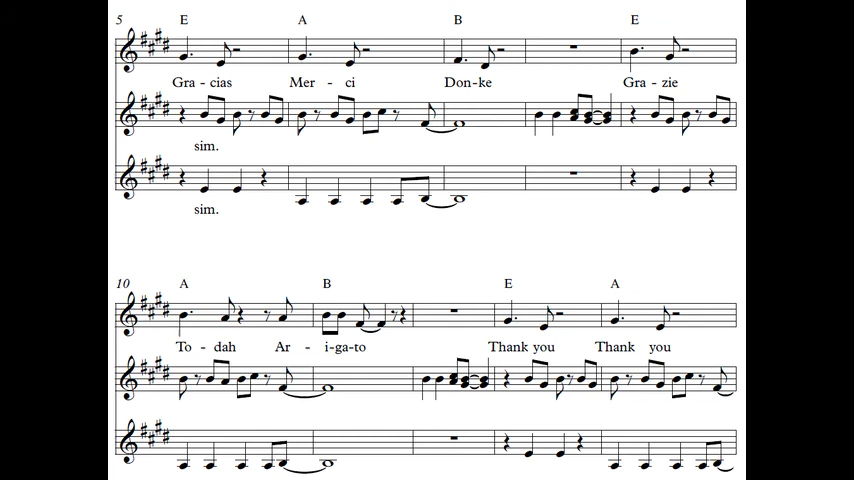 5 E A B E
Gra - cias Mer - ci Don-ke Gra - zie
sim.
sim.
10 A B E A
To - dah Ar - i-ga-to Thank you Thank you